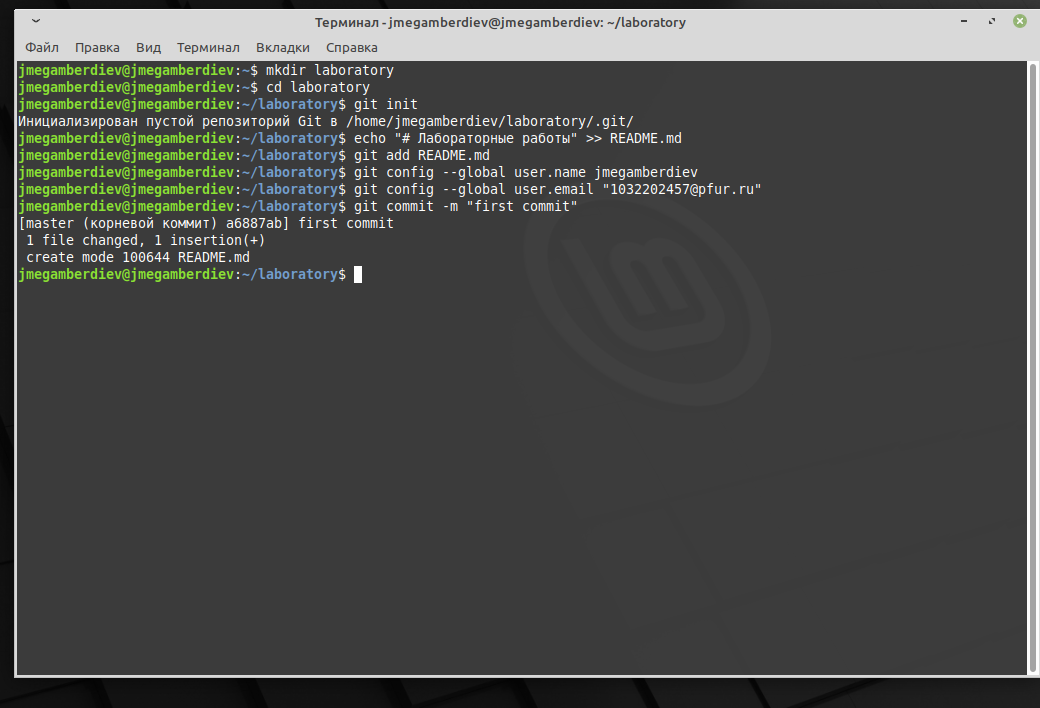 Терминал - jmegamberdiev@jmegamberdiev: ~/laboratory
Файл Правка Вид Терминал Вкладки Справка
jmegamberdiev@jmegamberdiev:~$ mkdir laboratory
jmegamberdiev@jmegamberdiev:~$ cd laboratory
jmegamberdiev@jmegamberdiev:~/laboratory$ git init
Инициализирован пустой репозиторий Git в /home/jmegamberdiev/laboratory/.git/
jmegamberdiev@jmegamberdiev:~/laboratory$ echo "# Лабораторные работы" >> README.md
jmegamberdiev@jmegamberdiev:~/laboratory$ git add README.md
jmegamberdiev@jmegamberdiev:~/laboratory$ git config --global user.name jmegamberdiev
jmegamberdiev@jmegamberdiev:~/laboratory$ git config --global user.email "1032202457@pfur.ru"
jmegamberdiev@jmegamberdiev:~/laboratory$ git commit -m "first commit"
[master (корневой коммит) a6887ab] first commit
 1 file changed, 1 insertion(+)
 create mode 100644 README.md
jmegamberdiev@jmegamberdiev:~/laboratory$